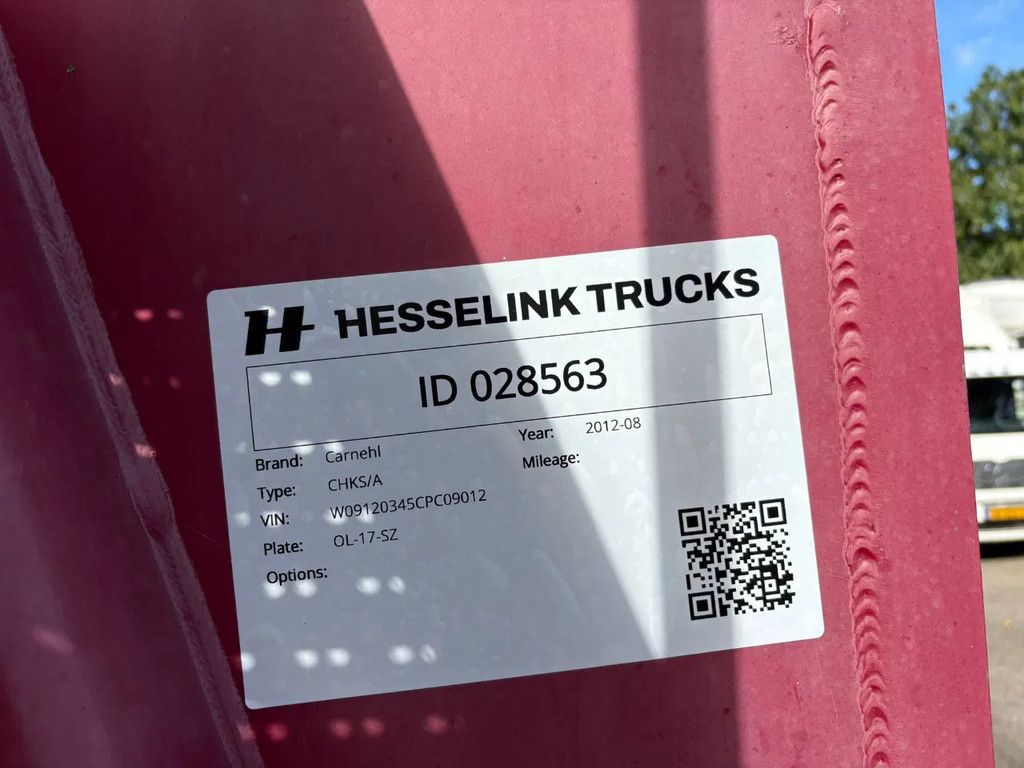 HESSELINK TRUCKS
ID 028563
Brand: Carnehl
Type: CHKS/A
VIN: W09120345CPC09012
Plate: OL-17-SZ
Options:
Year: 2012-08
Mileage: